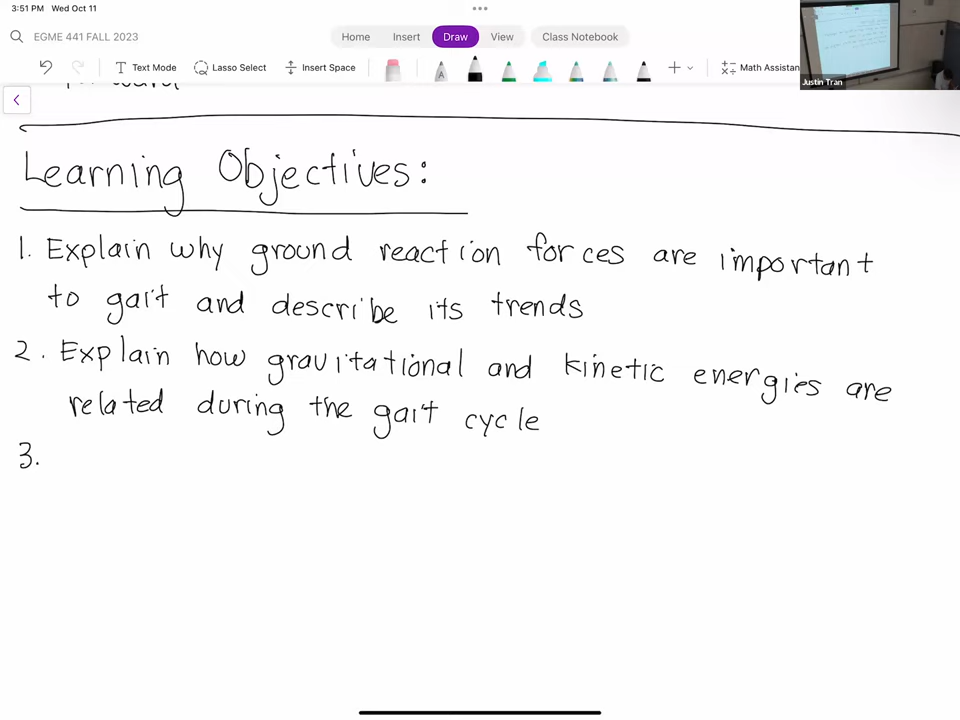 3:51 PM Wed Oct 11
EGME 441 FALL 2023
Home Insert Draw View Class Notebook
Text Mode Lasso Select Insert Space Math Assistan
Justin Tran
Learning Objectives:
1. Explain why ground reaction forces are important
to gait and describe its trends
2. Explain how gravitational and kinetic energies are
related during the gait cycle
3.